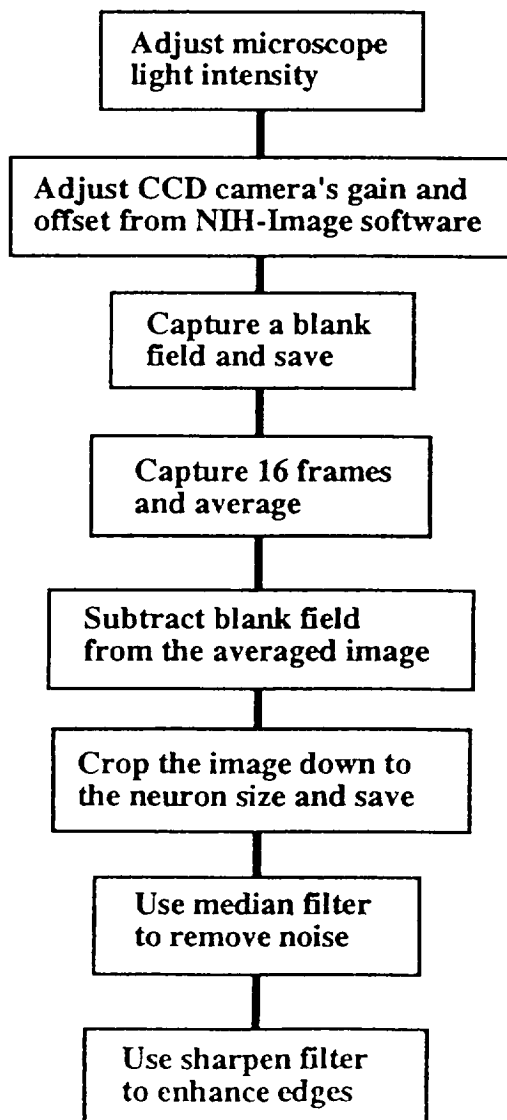 Adjust microscope
light intensity
Adjust CCD camera's gain and
offset from NIH-Image software
Capture a blank
field and save
Capture 16 frames
and average
Subtract blank field
from the averaged image
Crop the image down to
the neuron size and save
Use median filter
to remove noise
Use sharpen filter
to enhance edges